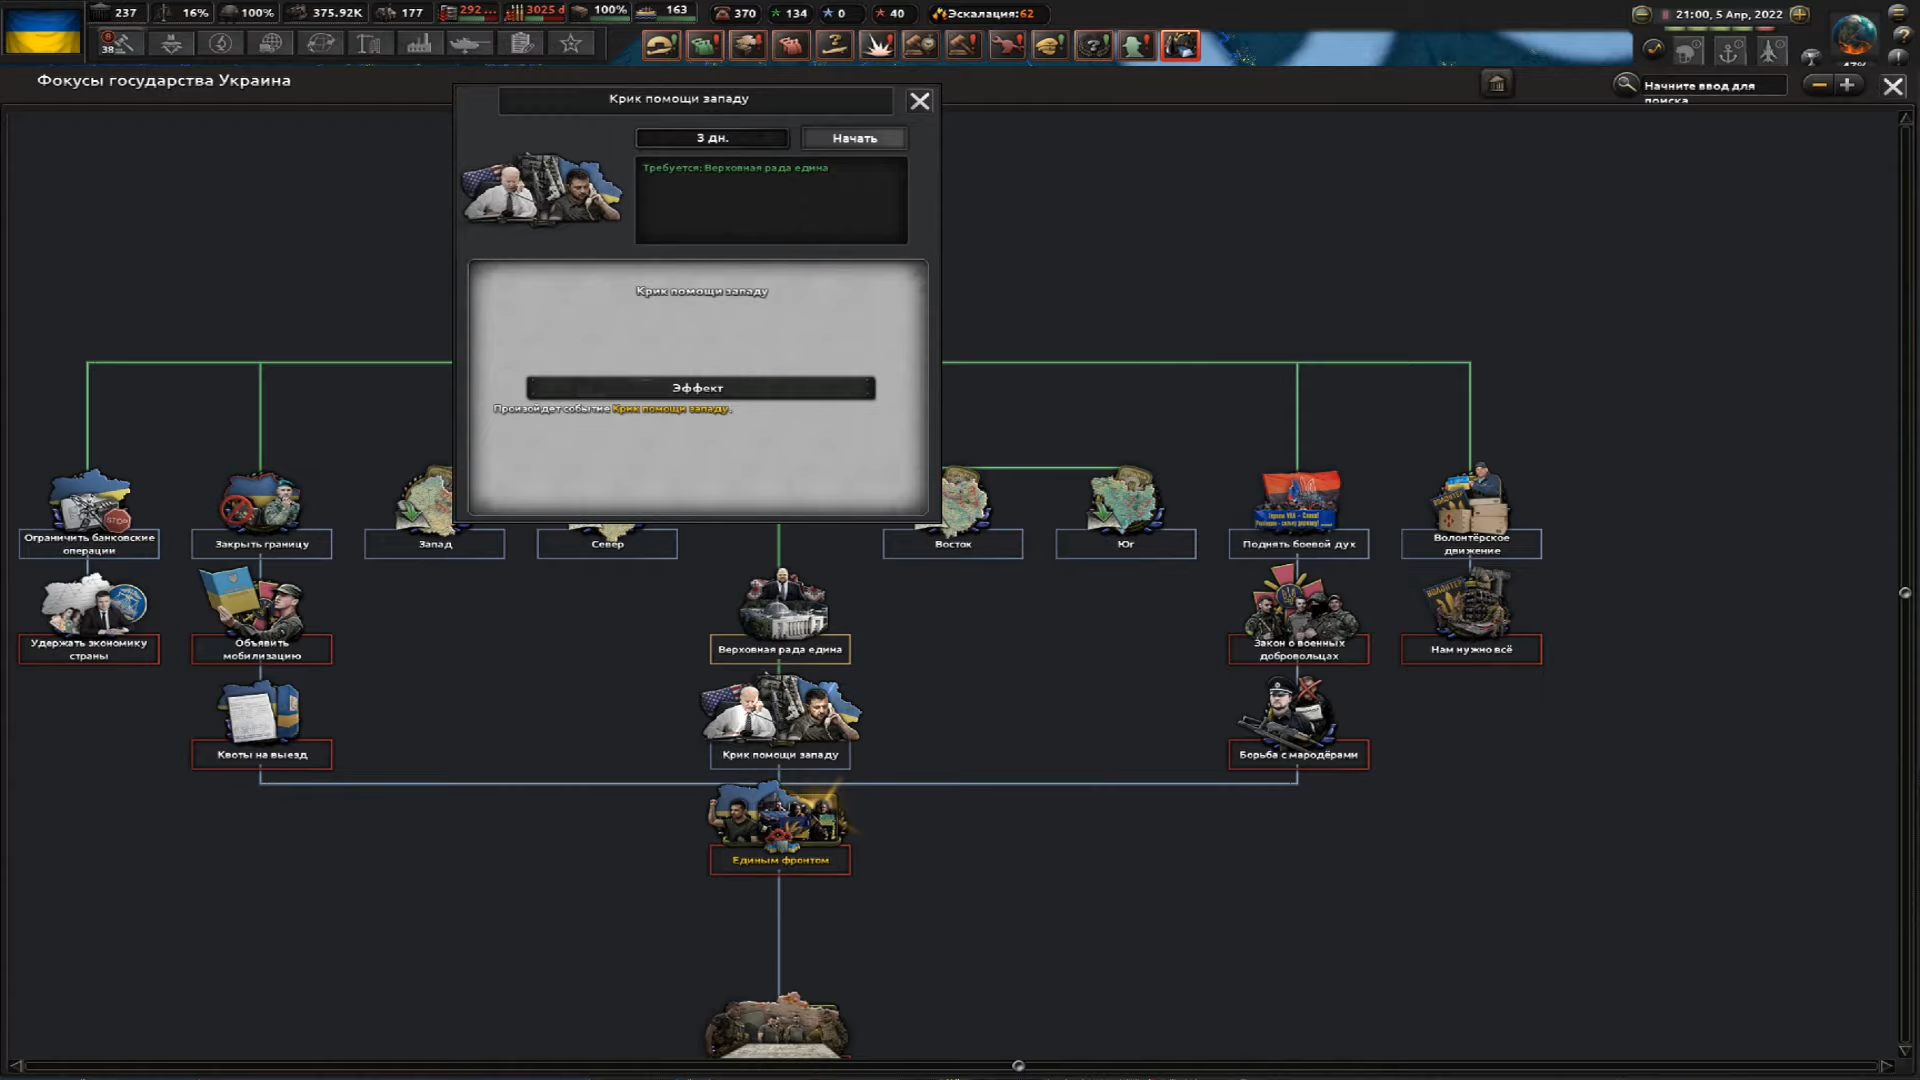 237
16%
100%
375.92K
177
292 ...
3025 d
100%
163
370
134
0
40
Эскалация:62
21:00, 5 Апр, 2022
8
38
47%
Фокусы государства Украина
Начните ввод для
поиска
Крик помощи западу
3 дн.
Начать
Требуется: Верховная рада едина
Крик помощи западу
Эффект
Произойдет событие Крик помощи западу.
STOP
Ограничить банковские
операции
Закрыть границу
Запад
Север
Восток
Юг
Поднять боевой дух
Волонтёрское
движение
Удержать экономику
страны
Объявить
мобилизацию
Верховная рада едина
Закон о военных
добровольцах
Нам нужно всё
Квоты на выезд
Крик помощи западу
Борьба с мародёрами
Единым фронтом